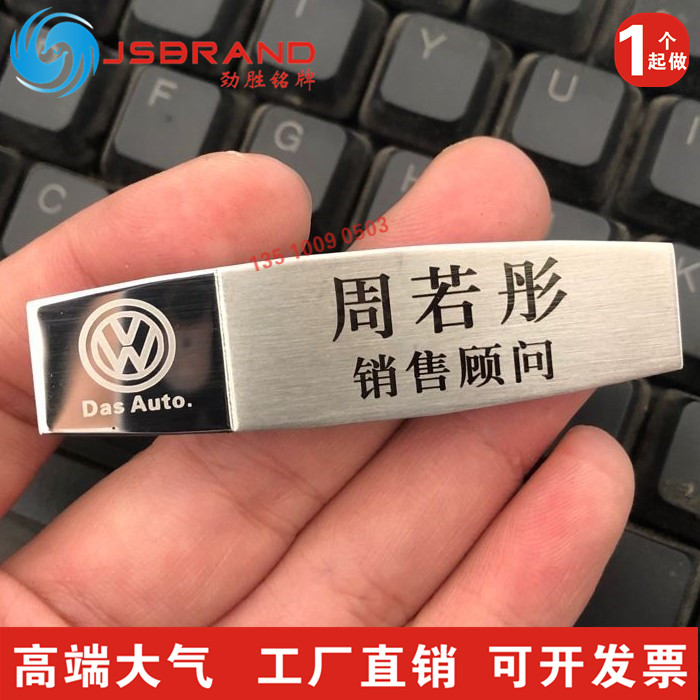 JSBRAND
劲胜铭牌
1个起做
T Y U I
F G
C
135 1009 0503
周若彤
销售顾问
VW
Das Auto.
高端大气 工厂直销 可开发票